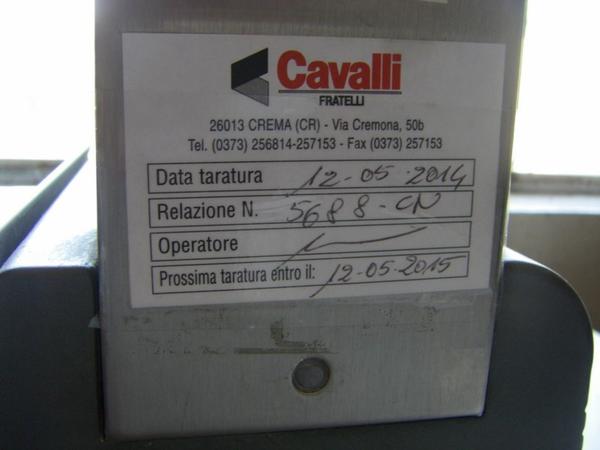 Cavalli
FRATELLI
26013 CREMA (CR) - Via Cremona, 50b
Tel. (0373) 256814-257153 - Fax (0373) 257153
Data taratura 12-05-2014
Relazione N. 5688-CN
Operatore
Prossima taratura entro il: 12-05-2015